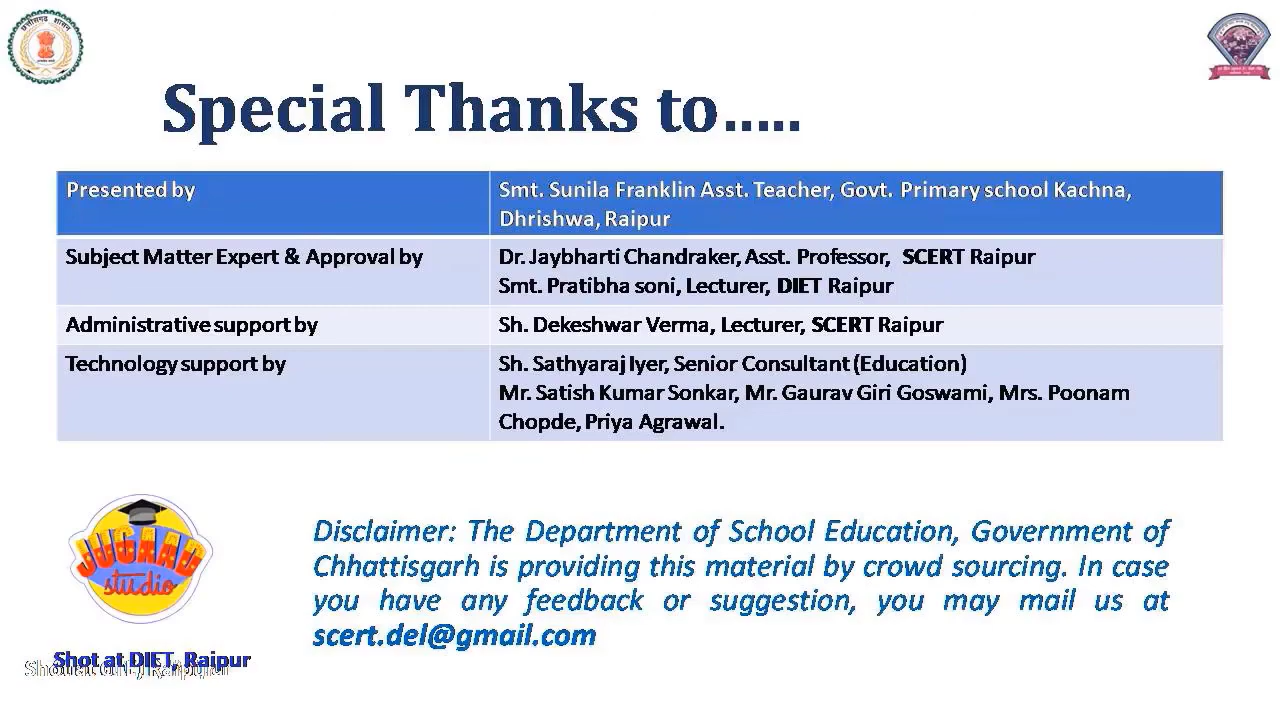 छत्तीसगढ़ शासन
Special Thanks to.....
Presented by
Smt. Sunila Franklin Asst. Teacher, Govt. Primary school Kachna,
Dhrishwa, Raipur
Subject Matter Expert & Approval by
Dr. Jaybharti Chandraker, Asst. Professor, SCERT Raipur
Smt. Pratibha soni, Lecturer, DIET Raipur
Administrative support by
Sh. Dekeshwar Verma, Lecturer, SCERT Raipur
Technology support by
Sh. Sathyaraj Iyer, Senior Consultant (Education)
Mr. Satish Kumar Sonkar, Mr. Gaurav Giri Goswami, Mrs. Poonam
Chopde, Priya Agrawal.
JUGAAD
studio
Disclaimer: The Department of School Education, Government of
Chhattisgarh is providing this material by crowd sourcing. In case
you have any feedback or suggestion, you may mail us at
scert.del@gmail.com
Shot at DIET, Raipur